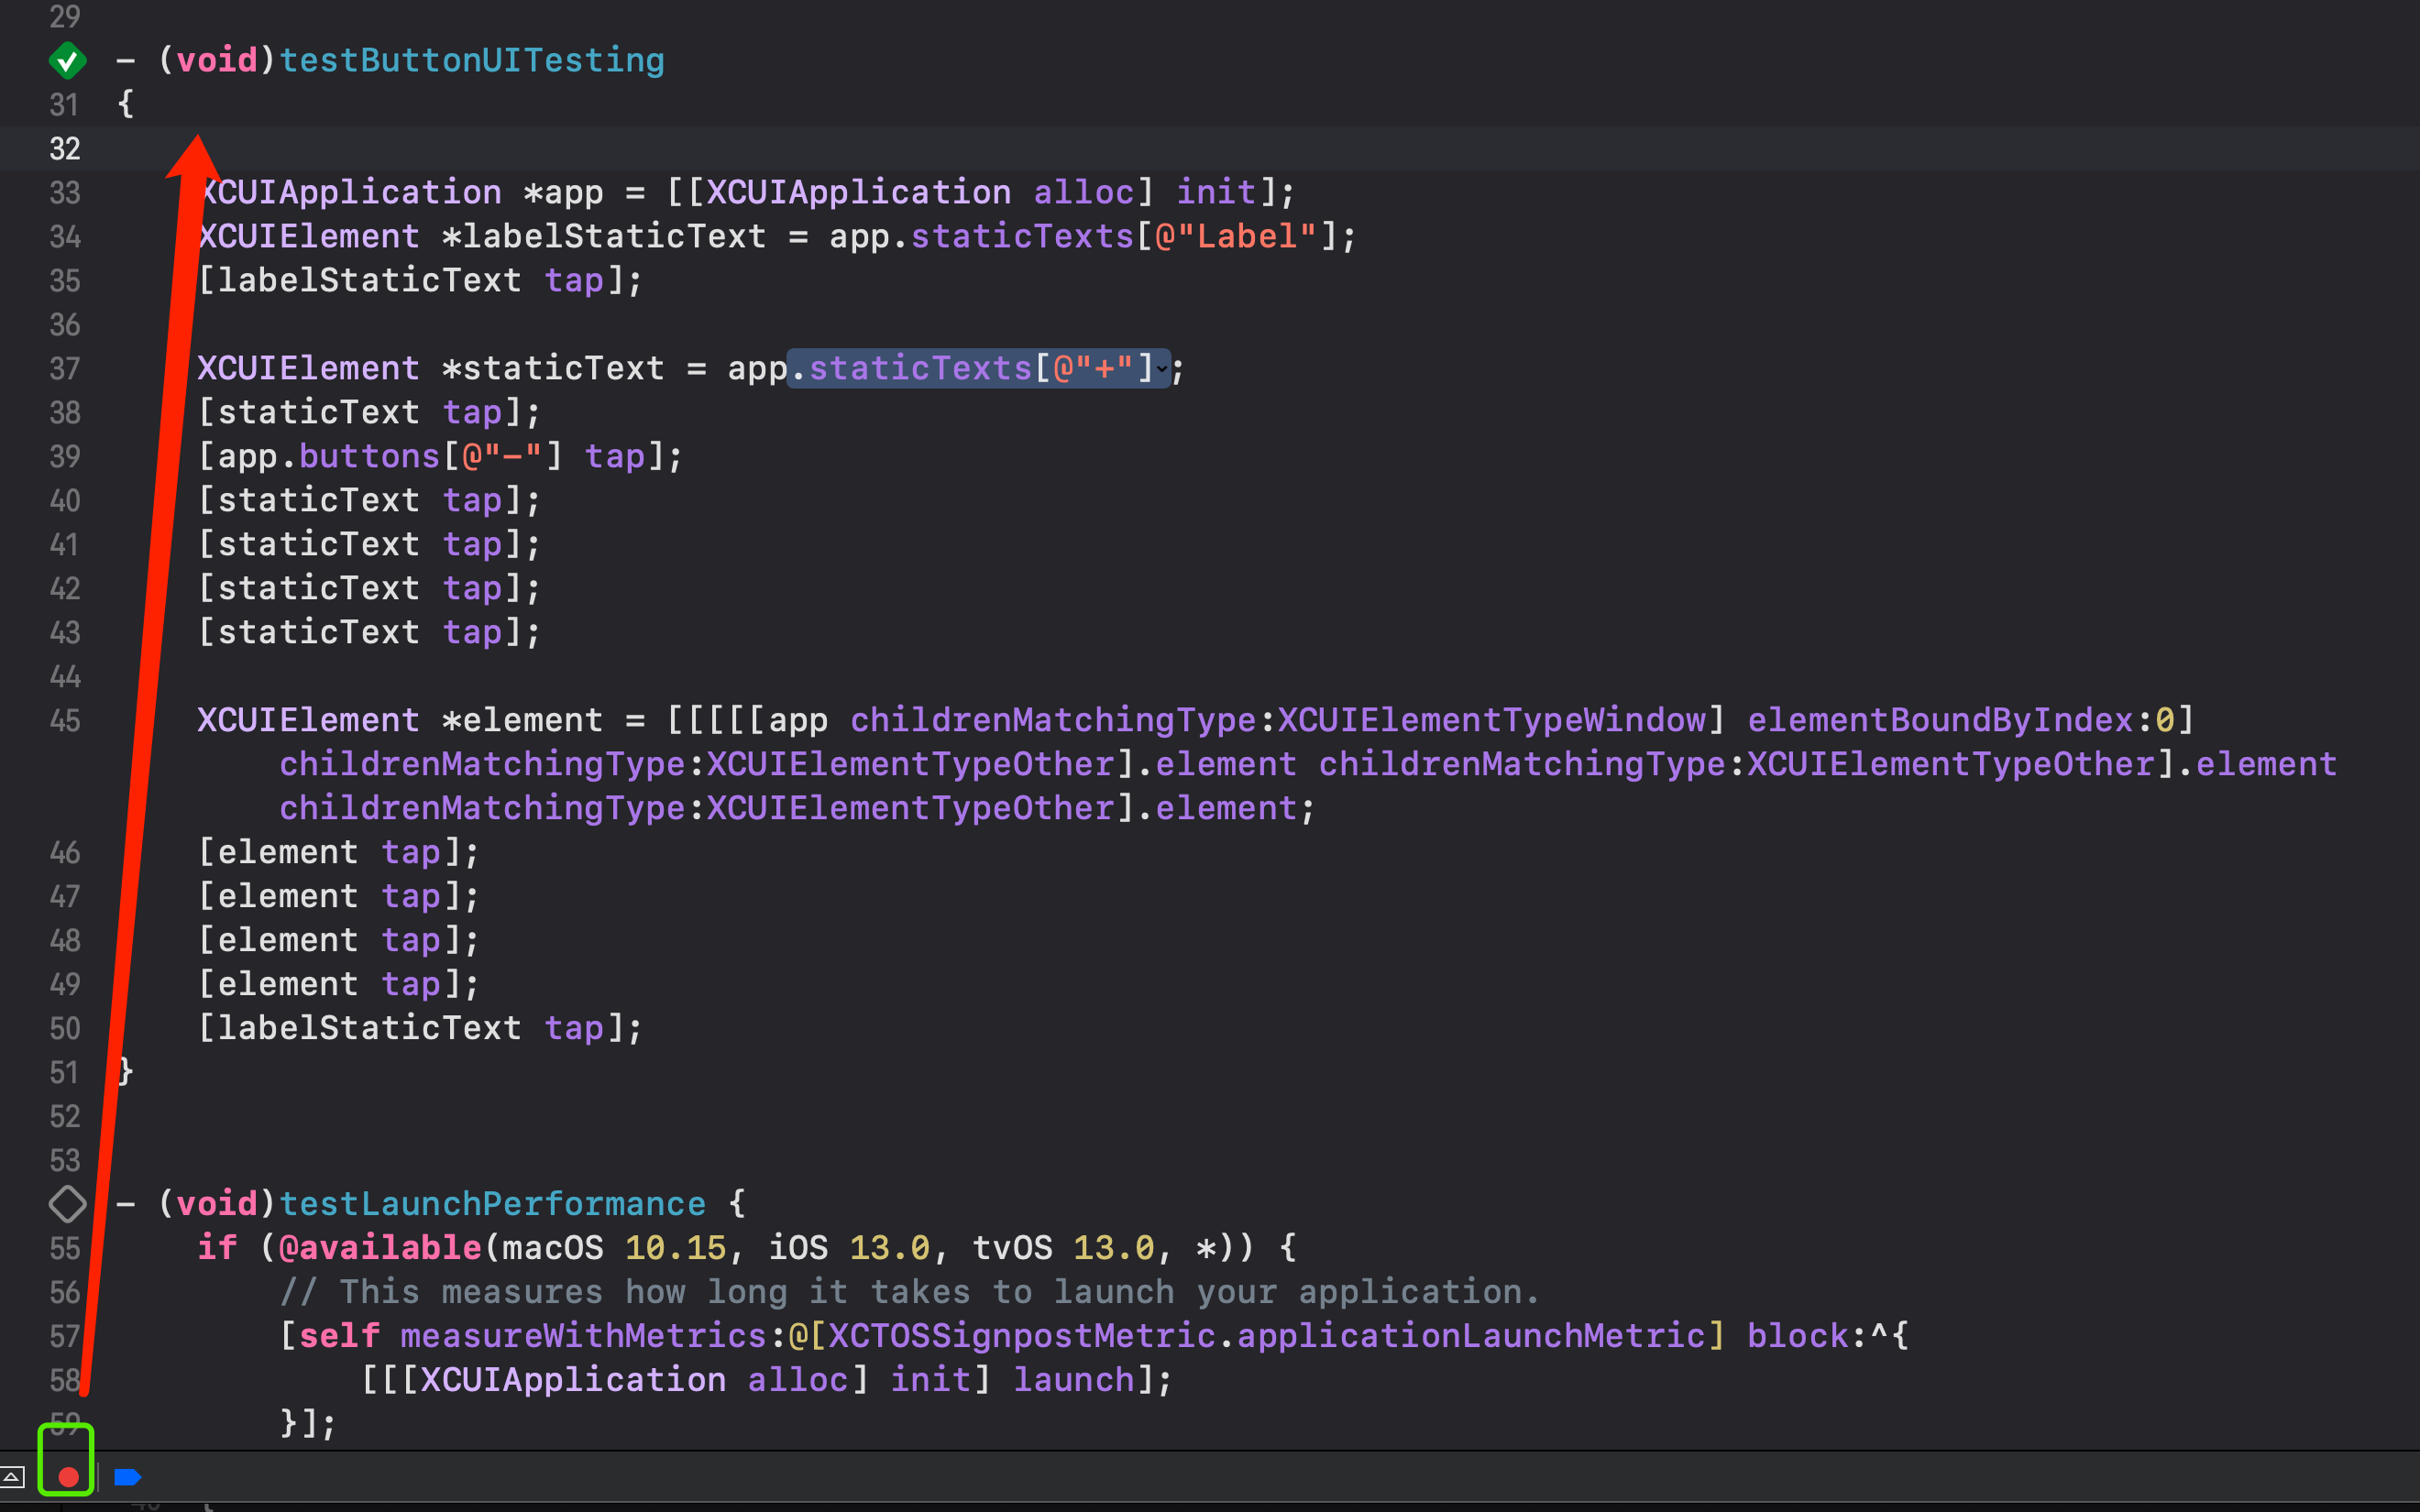 29
- (void)testButtonUITesting
31 {
32
33 XCUIApplication *app = [[XCUIApplication alloc] init];
34 XCUIElement *labelStaticText = app.staticTexts[@"Label"];
35 [labelStaticText tap];
36
37 XCUIElement *staticText = app.staticTexts[@"+"];
38 [staticText tap];
39 [app.buttons[@"-"] tap];
40 [staticText tap];
41 [staticText tap];
42 [staticText tap];
43 [staticText tap];
44
45 XCUIElement *element = [[[[[app childrenMatchingType:XCUIElementTypeWindow] elementBoundByIndex:0]
childrenMatchingType:XCUIElementTypeOther].element childrenMatchingType:XCUIElementTypeOther].element
childrenMatchingType:XCUIElementTypeOther].element;
46 [element tap];
47 [element tap];
48 [element tap];
49 [element tap];
50 [labelStaticText tap];
51 }
52
53
- (void)testLaunchPerformance {
55 if (@available(macOS 10.15, iOS 13.0, tvOS 13.0, *)) {
56 // This measures how long it takes to launch your application.
57 [self measureWithMetrics:@[XCTOSSignpostMetric.applicationLaunchMetric] block:^{
58 [[[XCUIApplication alloc] init] launch];
59 }];